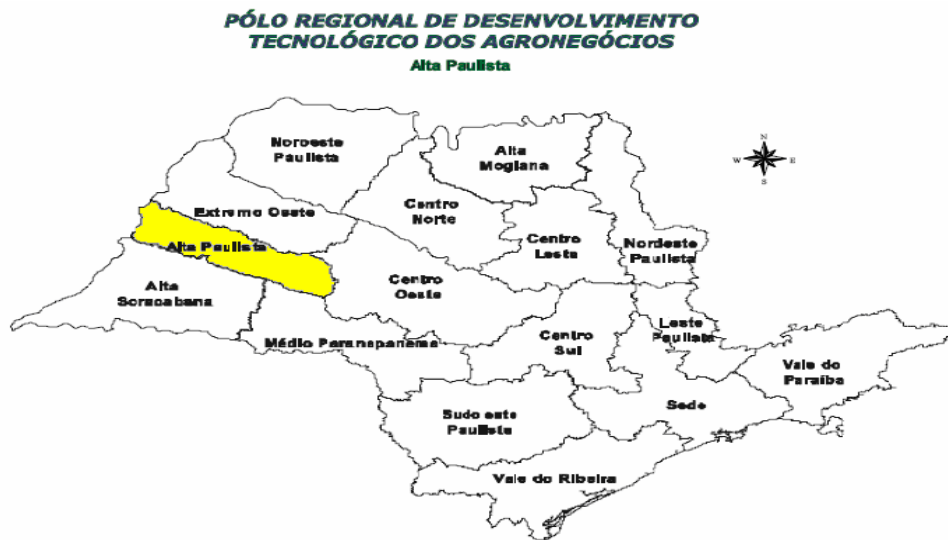 PÓLO REGIONAL DE DESENVOLVIMENTO
TECNOLÓGICO DOS AGRONEGÓCIOS
Alta Paulista
Noroeste
Paulista
Alta
Mogiana
N
W
E
S
Extremo Oeste
Centro
Norte
Alta Paulista
Centro
Leste
Nordeste
Paulista
Alta
Sorocabana
Centro
Oeste
Médio Paranapanema
Centro
Sul
Leste
Paulista
Vale do
Paraíba
Sudoeste
Paulista
Sede
Vale do Ribeira